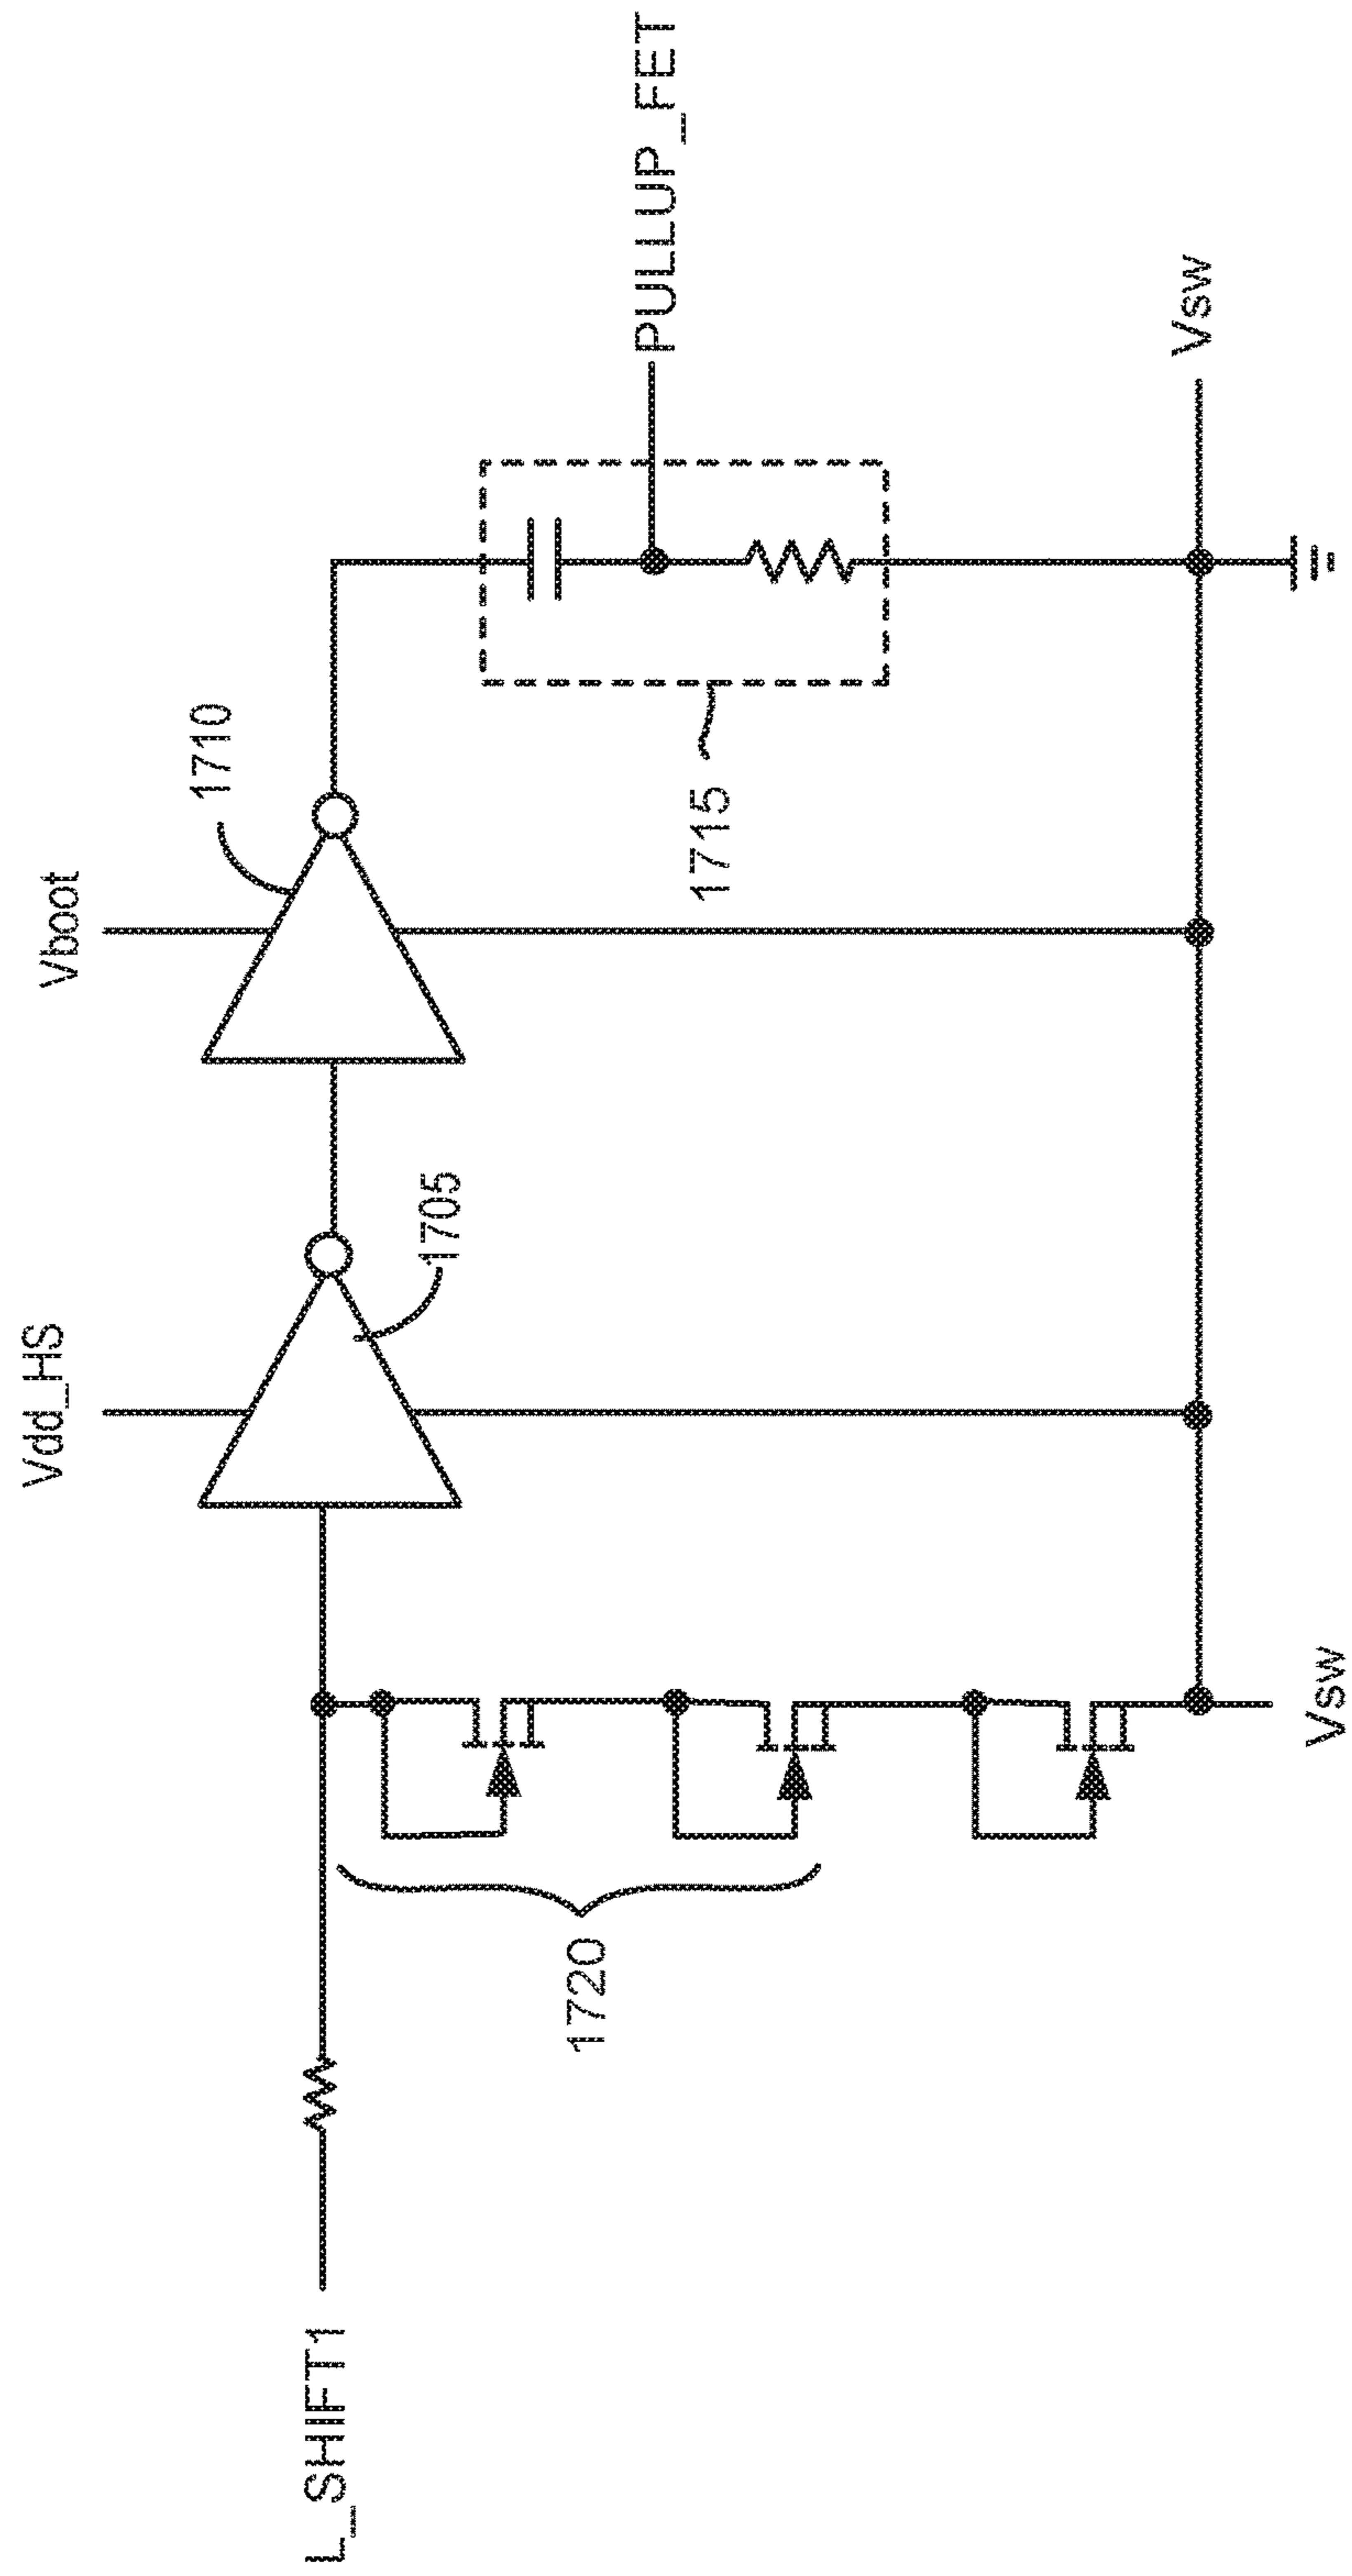 Vdd_HS
Vboot
1710
1705
L_SHIFT1
1720
1715
PULLUP_FET
Vsw
Vsw